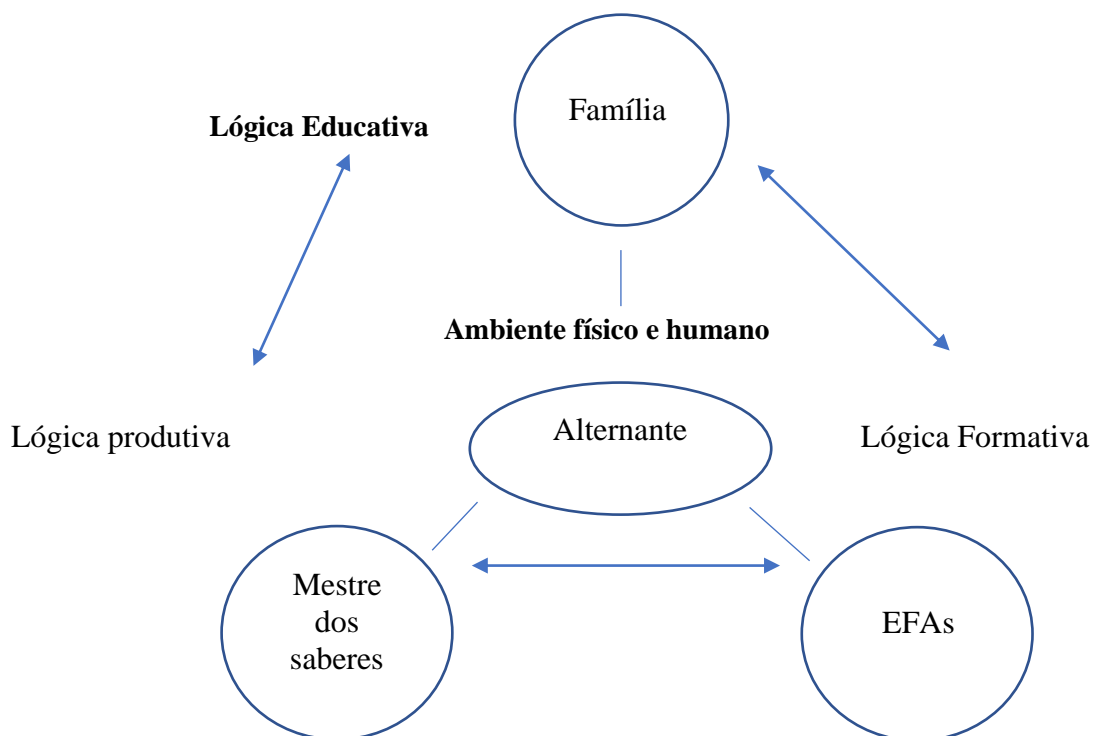 Família
Lógica Educativa
Ambiente físico e humano
Lógica produtiva
Alternante
Lógica Formativa
Mestre
dos
saberes
EFAs